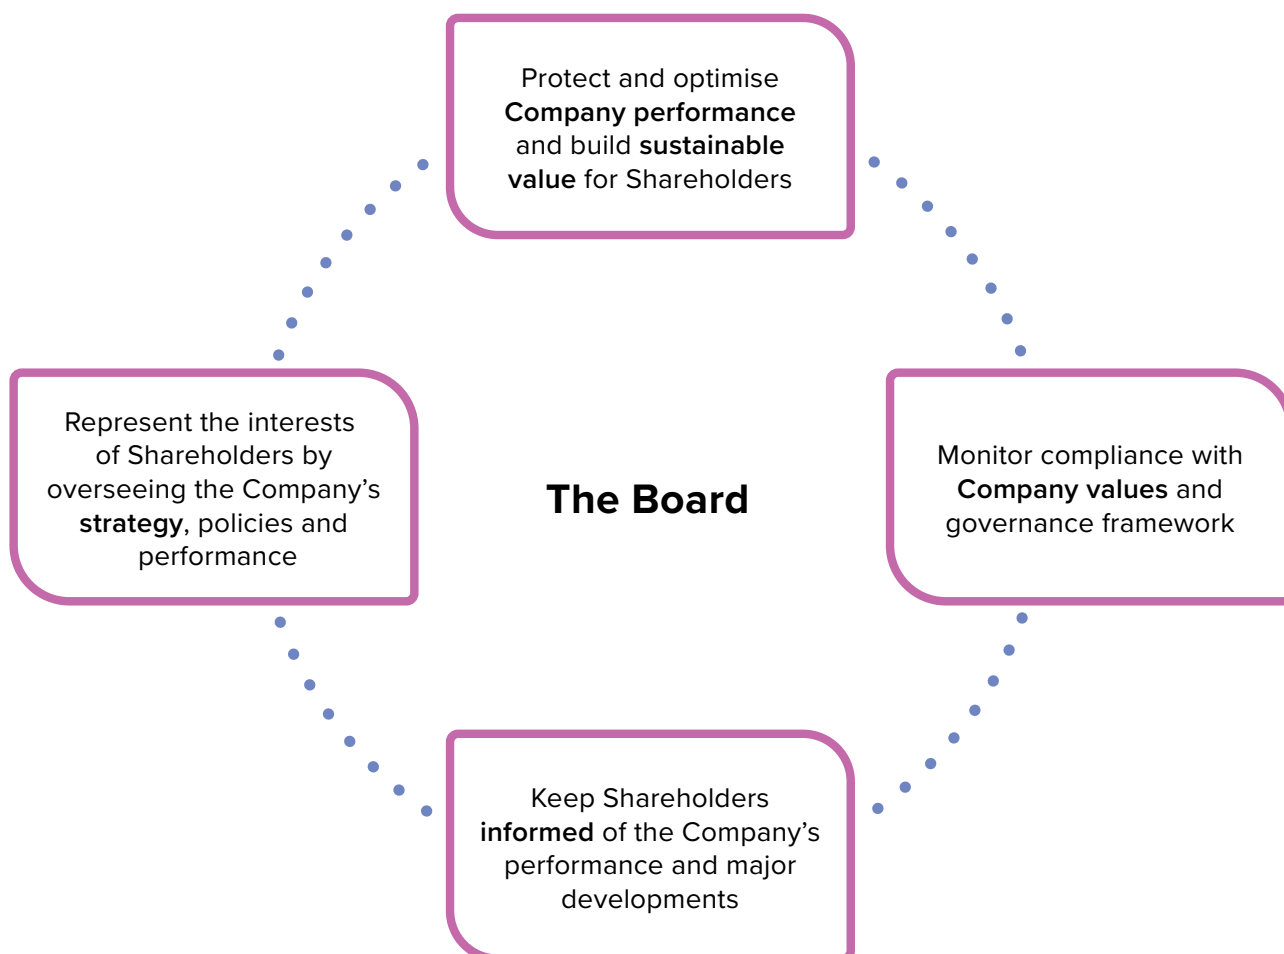 Protect and optimise
Company performance
and build sustainable
value for Shareholders
Represent the interests
of Shareholders by
overseeing the Company’s
strategy, policies and
performance
The Board
Monitor compliance with
Company values and
governance framework
Keep Shareholders
informed of the Company’s
performance and major
developments